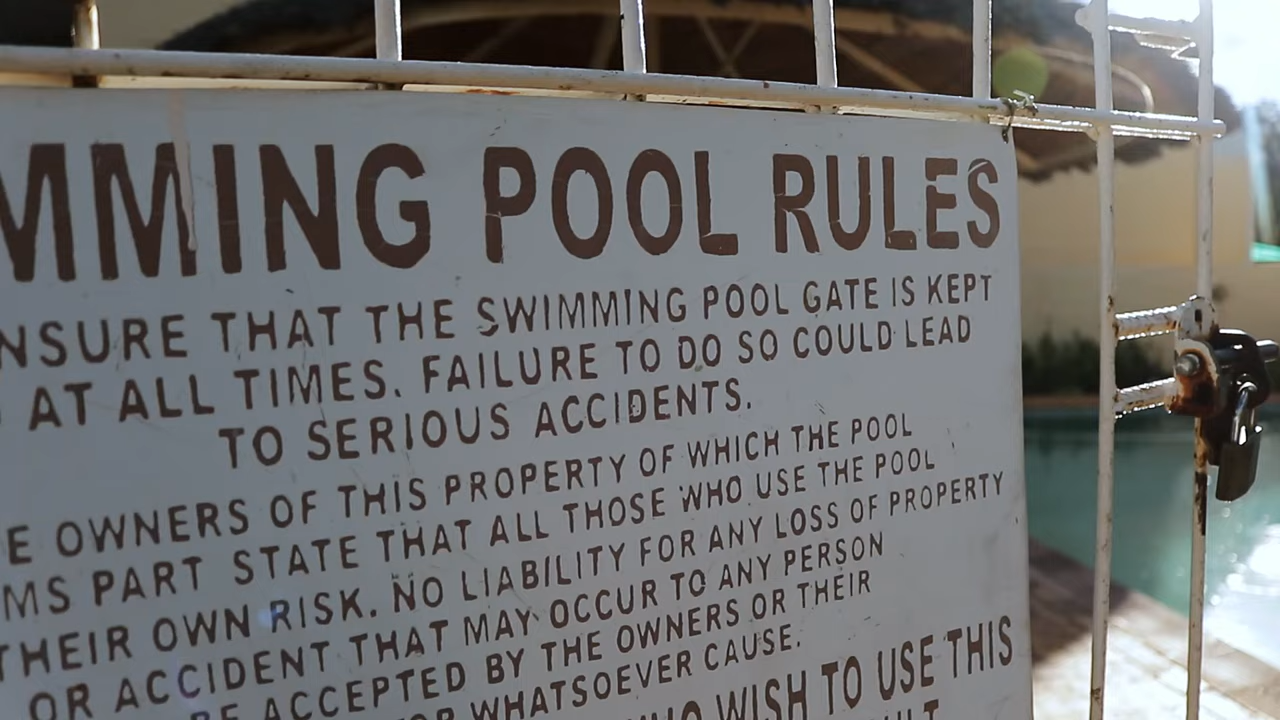 MMING POOL RULES
NSURE THAT THE SWIMMING POOL GATE IS KEPT
AT ALL TIMES. FAILURE TO DO SO COULD LEAD
TO SERIOUS ACCIDENTS.
E OWNERS OF THIS PROPERTY OF WHICH THE POOL
MS PART STATE THAT ALL THOSE WHO USE THE POOL
THEIR OWN RISK. NO LIABILITY FOR ANY LOSS OF PROPERTY
OR ACCIDENT THAT MAY OCCUR TO ANY PERSON
BE ACCEPTED BY THE OWNERS OR THEIR
FOR WHATSOEVER CAUSE.
WHO WISH TO USE THIS